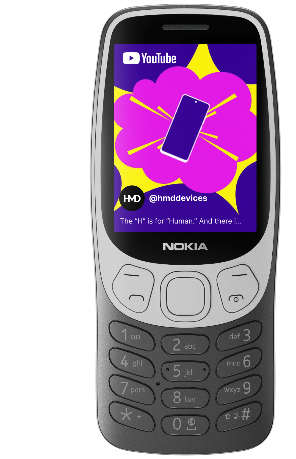 YouTube
HMD @hmddevices
The "H" is for "Human." And there i...
NOKIA
1 def 3
2 abc
4 ghi mno 6
5 jkl
7 pqrs wxyz 9
8 tuv
* + #
0